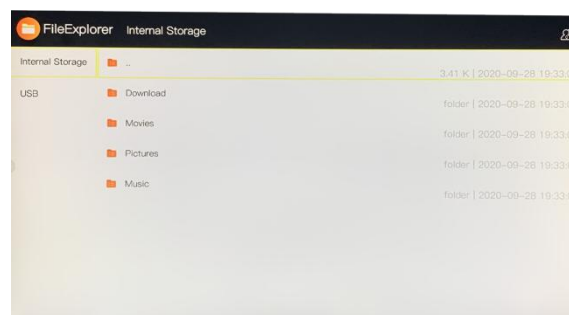 FileExplorer Internal Storage
Internal Storage
..
3.41 K | 2020-09-28 19:33:
USB
Download
folder | 2020-09-28 19:33:
Movies
folder | 2020-09-28 19:33:
Pictures
folder | 2020-09-28 19:33:
Music
folder | 2020-09-28 19:33: